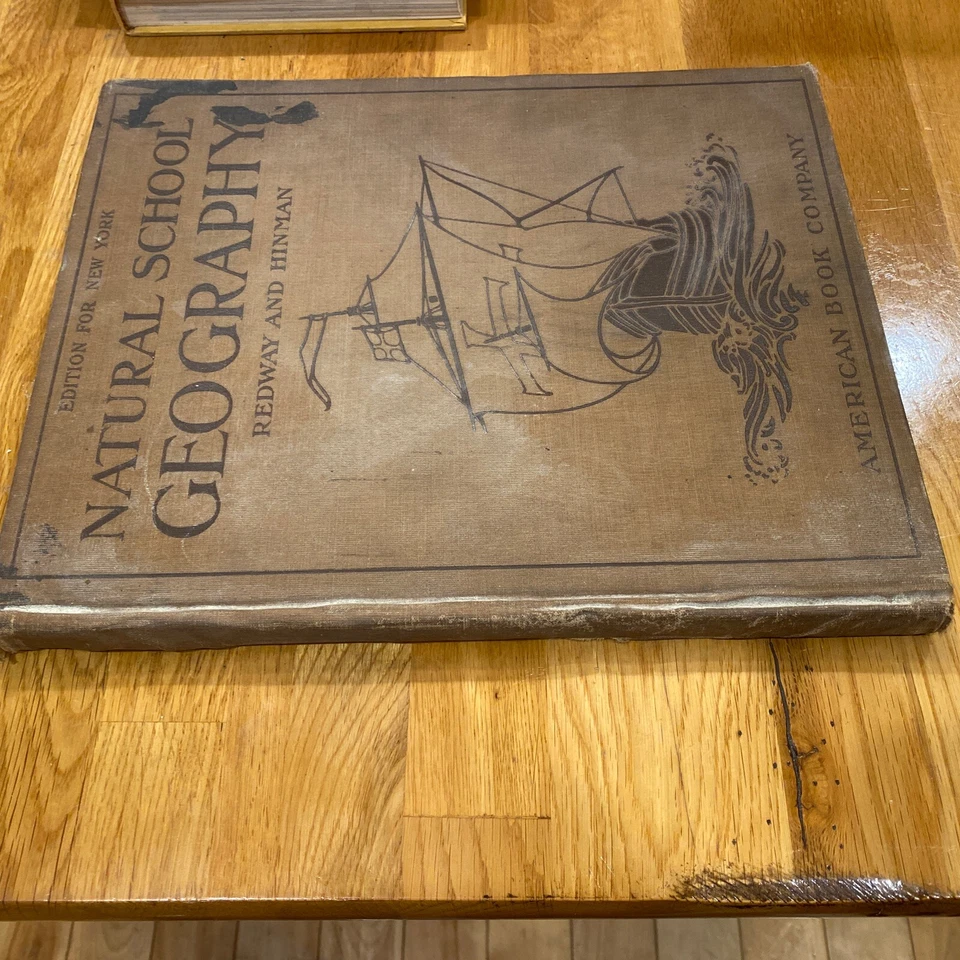 EDITION FOR NEW YORK
NATURAL SCHOOL
GEOGRAPHY
REDWAY AND HINMAN
AMERICAN BOOK COMPANY